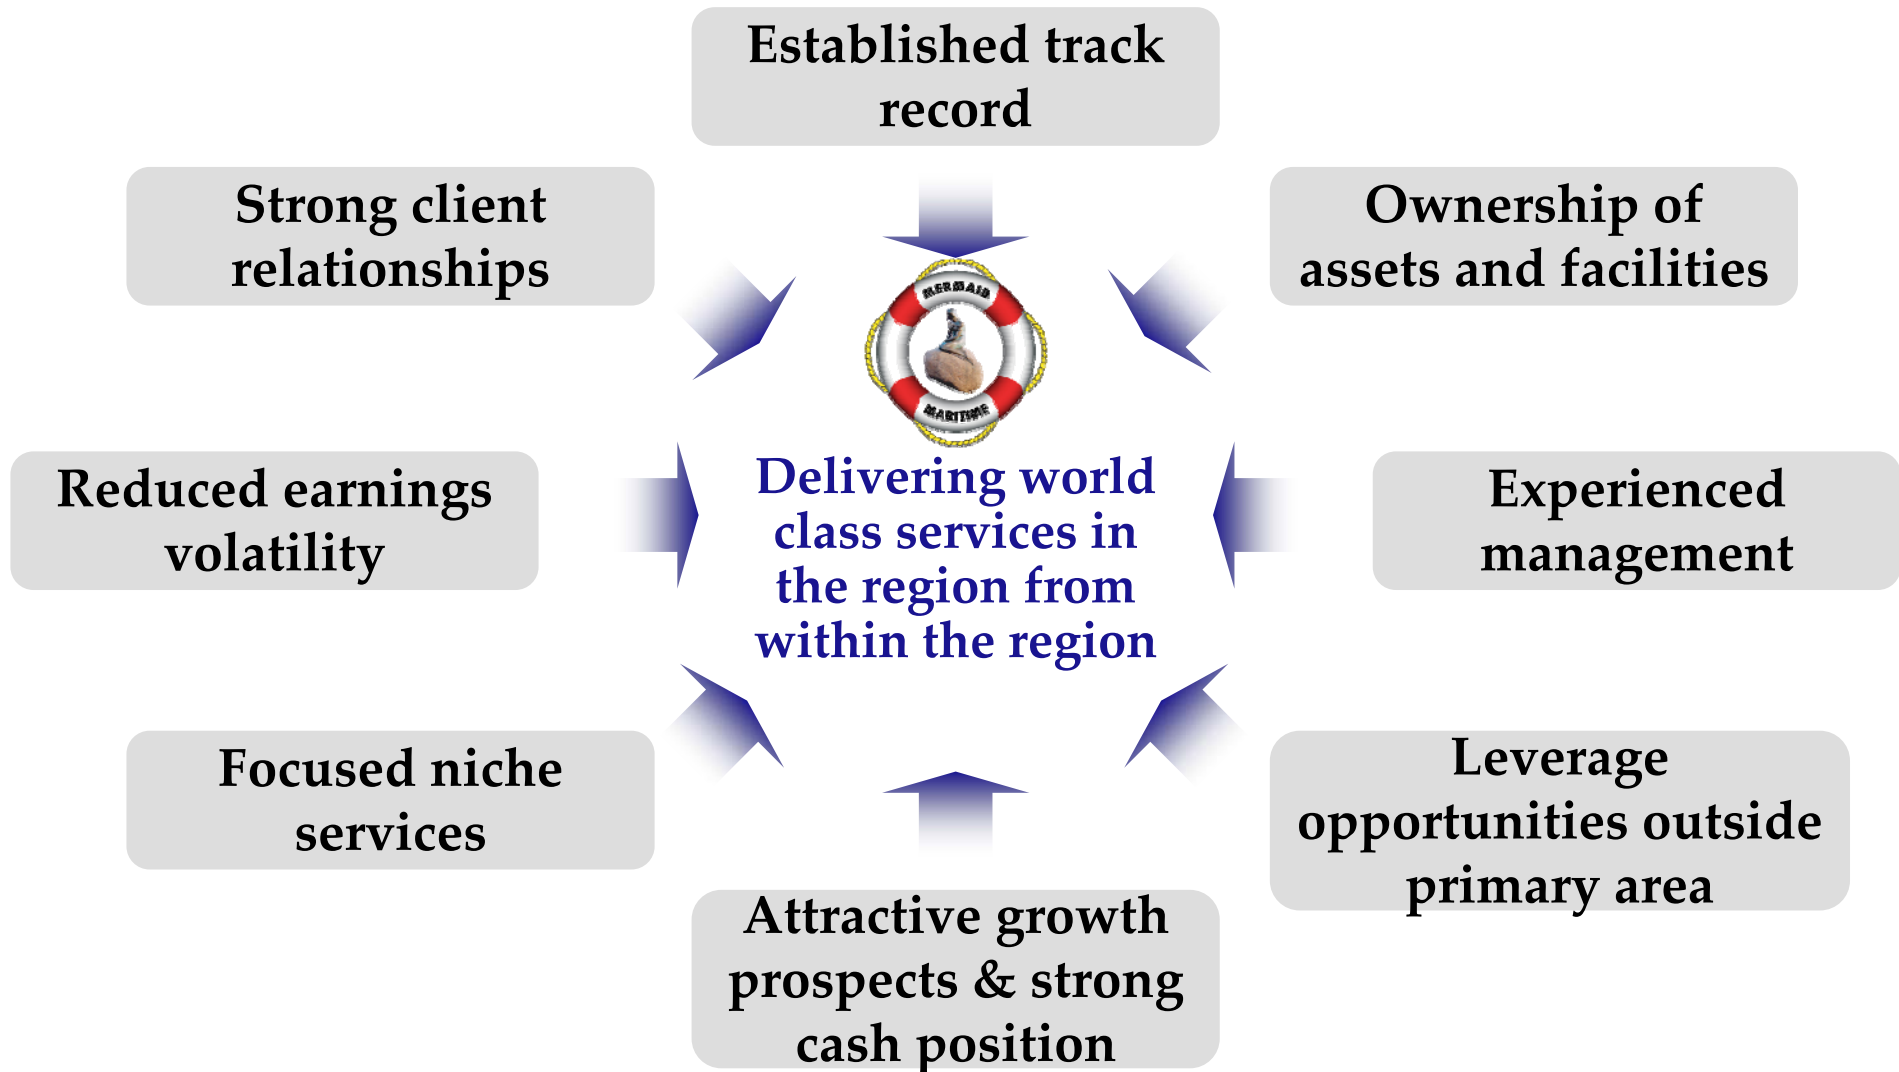 Established track
record
Strong client
relationships
Ownership of
assets and facilities
MERMAID
MARITIME
Reduced earnings
volatility
Delivering world
class services in
the region from
within the region
Experienced
management
Focused niche
services
Leverage
opportunities outside
primary area
Attractive growth
prospects & strong
cash position